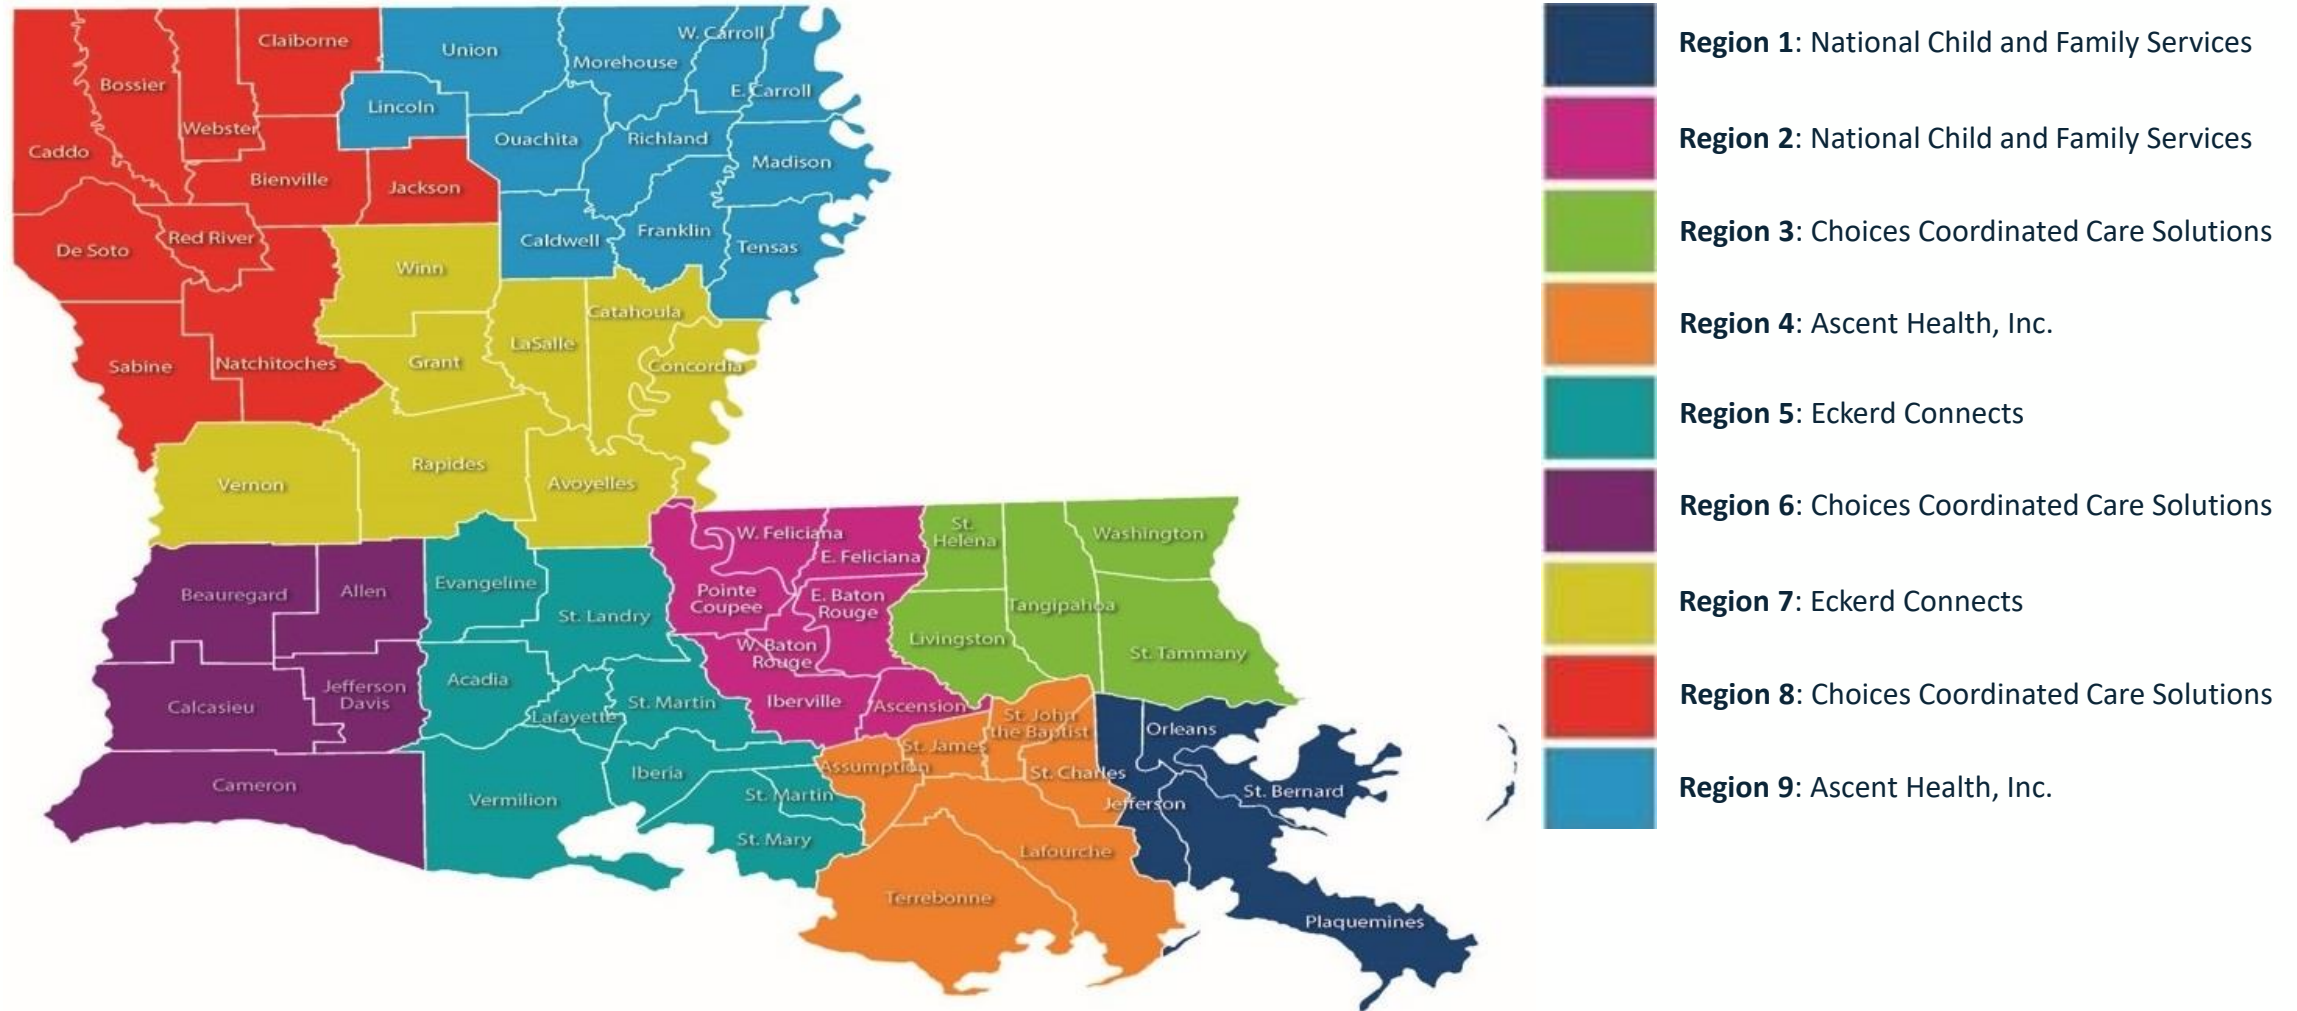 Claiborne
Union
W. Carroll
Morehouse
Bossier
E. Carroll
Lincoln
Webster
Ouachita
Richland
Caddo
Madison
Bienville
Jackson
Red River
Caldwell
Franklin
Tensas
De Soto
Winn
Catahoula
LaSalle
Sabine
Natchitoches
Grant
Concordia
Rapides
Vernon
Avoyelles
W. Feliciana
St.
Helena
Washington
E. Feliciana
Beauregard
Allen
Evangeline
Pointe
Coupee
E. Baton
Rouge
Tangipahoa
St. Landry
Livingston
W. Baton
Rouge
St. Tammany
Calcasieu
Jefferson
Davis
Acadia
Lafayette
St. Martin
Iberville
Ascension
St. John
the Baptist
Orleans
St. James
Assumption
St. Charles
Cameron
Vermilion
Iberia
St. Martin
Jefferson
St. Bernard
St. Mary
Lafourche
Terrebonne
Plaquemines
Region 1: National Child and Family Services
Region 2: National Child and Family Services
Region 3: Choices Coordinated Care Solutions
Region 4: Ascent Health, Inc.
Region 5: Eckerd Connects
Region 6: Choices Coordinated Care Solutions
Region 7: Eckerd Connects
Region 8: Choices Coordinated Care Solutions
Region 9: Ascent Health, Inc.